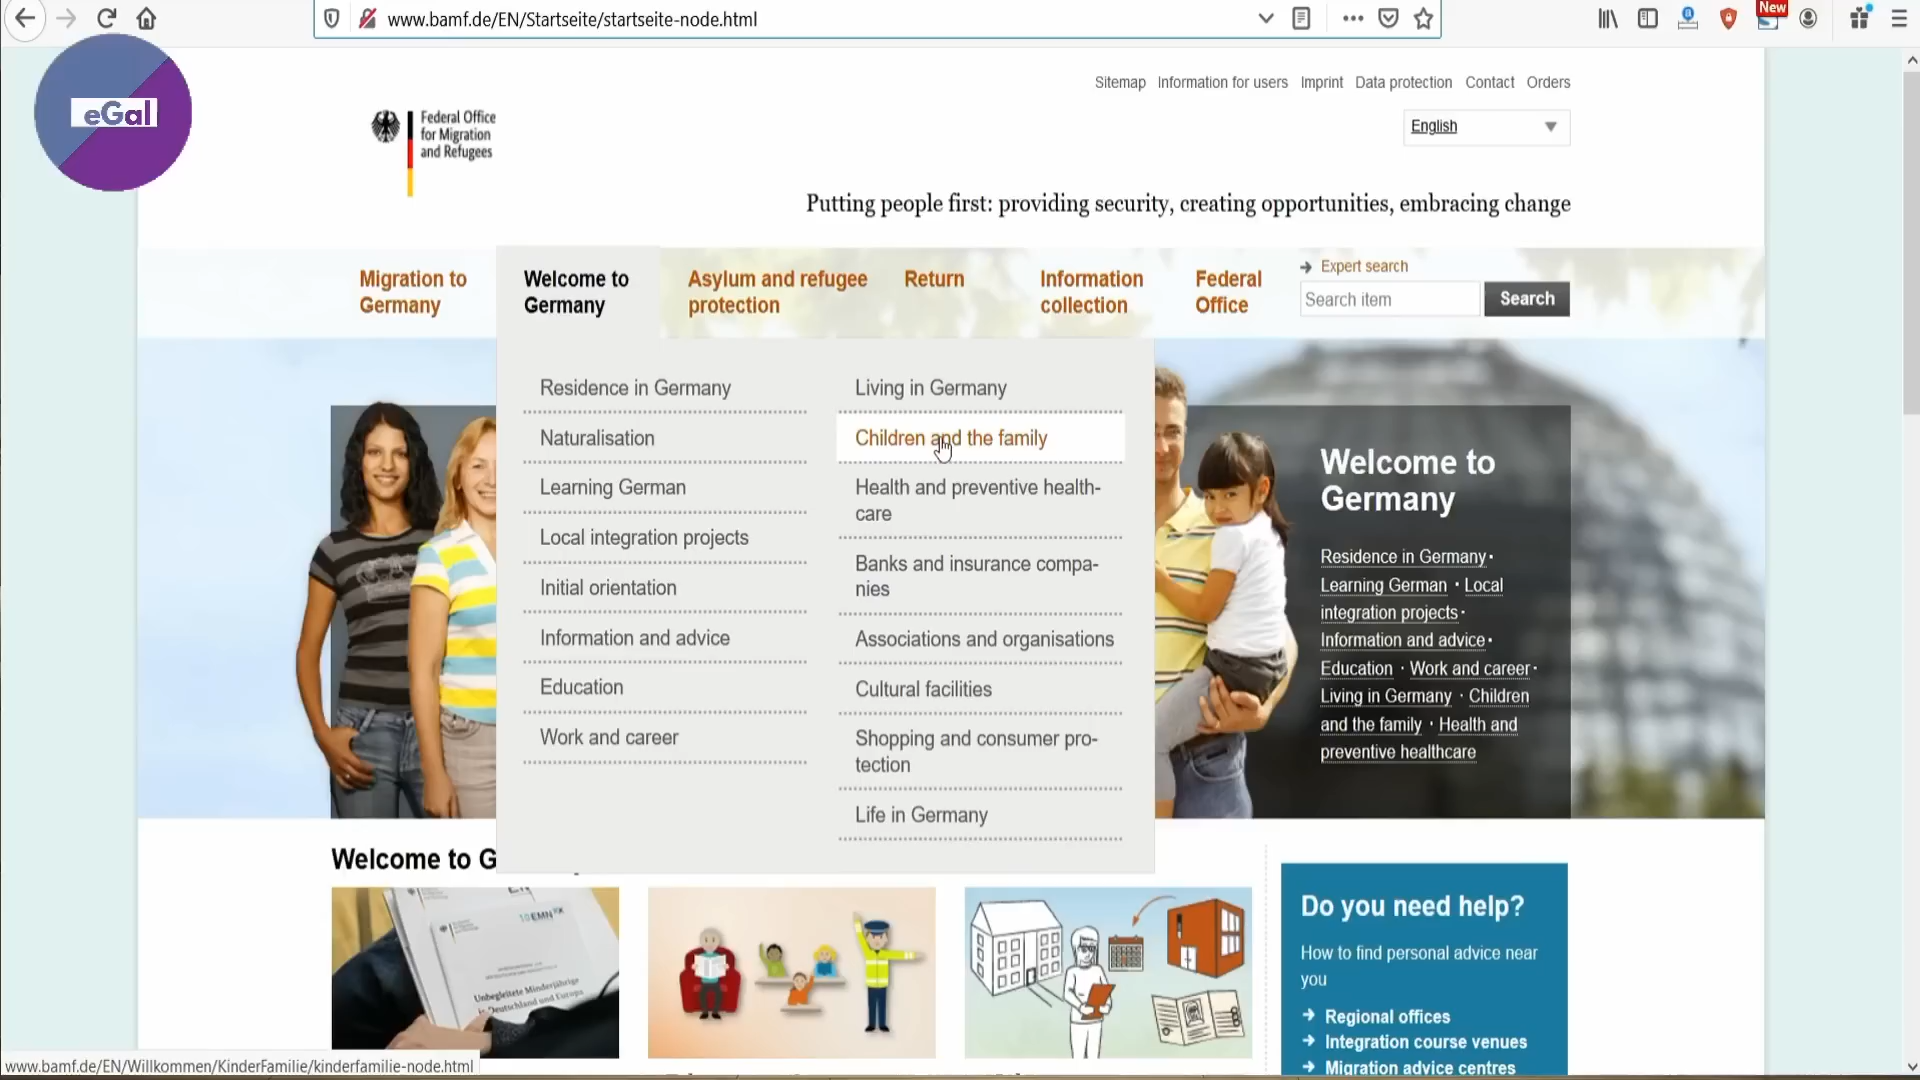 www.bamf.de/EN/Startseite/startseite-node.html
New
eGal
Sitemap Information for users Imprint Data protection Contact Orders
Federal Office
for Migration
and Refugees
English
Putting people first: providing security, creating opportunities, embracing change
Migration to
Germany
Welcome to
Germany
Asylum and refugee
protection
Return
Information
collection
Federal
Office
Expert search
Search item
Search
Residence in Germany
Naturalisation
Learning German
Local integration projects
Initial orientation
Information and advice
Education
Work and career
Living in Germany
Children and the family
Health and preventive health-
care
Banks and insurance compa-
nies
Associations and organisations
Cultural facilities
Shopping and consumer pro-
tection
Life in Germany
Welcome to
Germany
Residence in Germany·
Learning German · Local
integration projects·
Information and advice·
Education · Work and career·
Living in Germany · Children
and the family · Health and
preventive healthcare
Welcome to G
EMN
Unbegleitete Minderjährige
in Deutschland und Europa
Do you need help?
How to find personal advice near
you
Regional offices
Integration course venues
Migration advice centres
www.bamf.de/EN/Willkommen/KinderFamilie/kinderfamilie-node.html